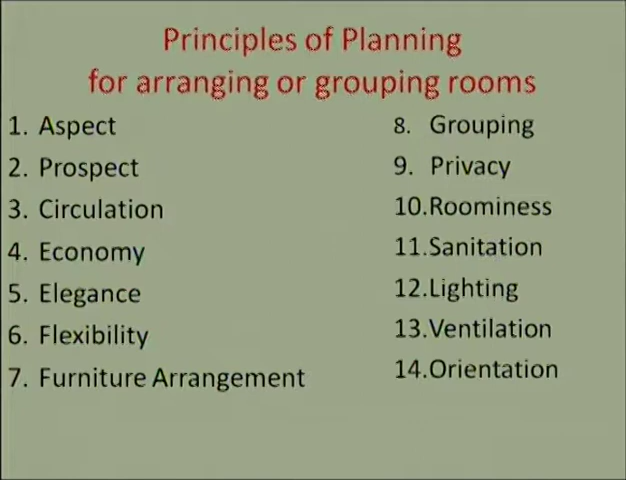 Principles of Planning
for arranging or grouping rooms
1. Aspect
2. Prospect
3. Circulation
4. Economy
5. Elegance
6. Flexibility
7. Furniture Arrangement
8. Grouping
9. Privacy
10.Roominess
11.Sanitation
12.Lighting
13.Ventilation
14.Orientation